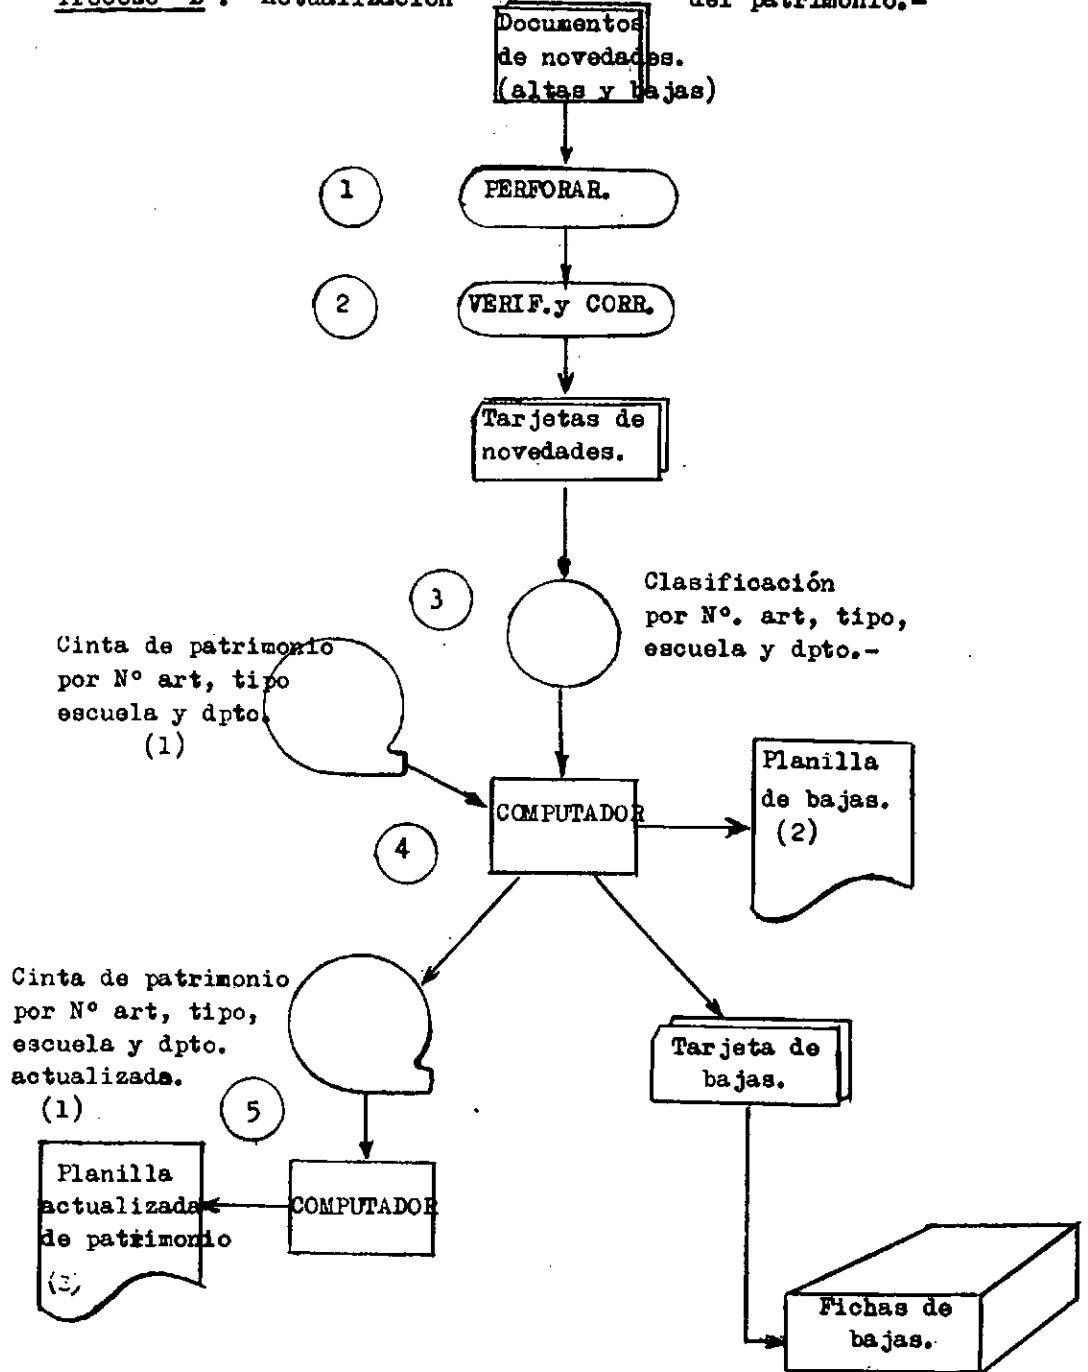 Proceso B : Actualización del patrimonio.-
Documentos
de novedades.
(altas y bajas)
1
PERFORAR.
2
VERIF.y CORR.
Tarjetas de
novedades.
3
Clasificación
por Nº. art, tipo,
escuela y dpto.-
Cinta de patrimonio
por Nº art, tipo
escuela y dpto.
(1)
COMPUTADOR
Planilla
de bajas.
(2)
4
Cinta de patrimonio
por Nº art, tipo,
escuela y dpto.
actualizada.
(1)
Tarjeta de
bajas.
5
COMPUTADOR
Planilla
actualizada
de patrimonio
Fichas de
bajas.